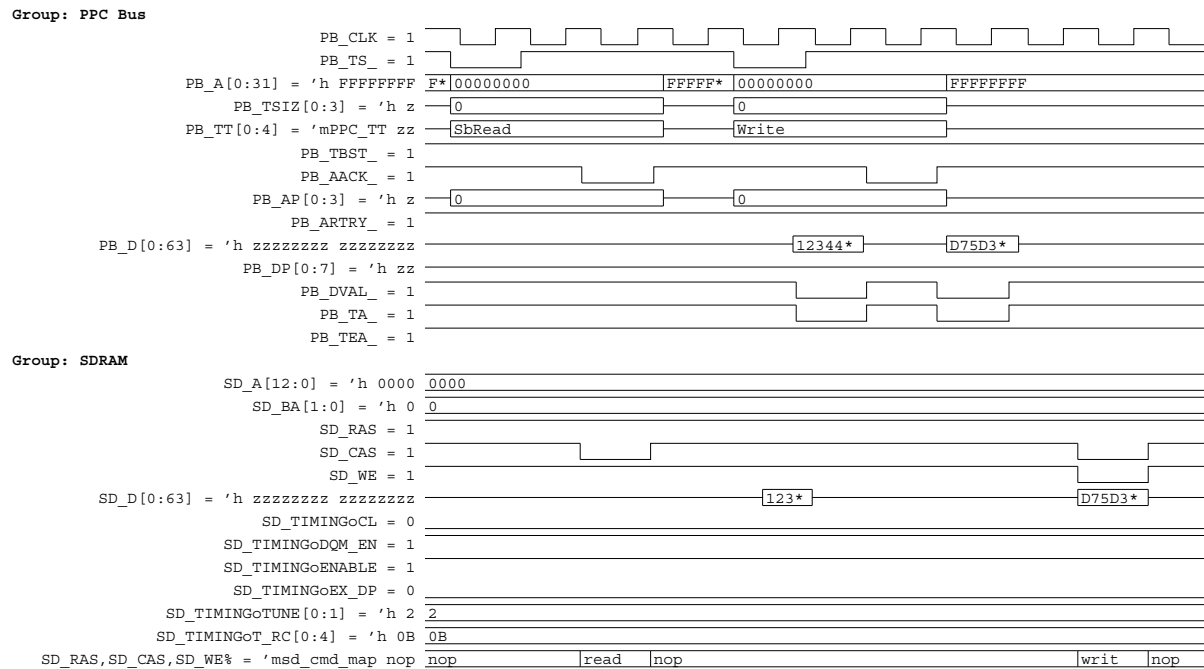 Group: PPC Bus
PB_CLK = 1
PB_TS_ = 1
PB_A[0:31] = 'h FFFFFFFF F* 00000000 FFFFF* 00000000 FFFFFFFF
PB_TSIZ[0:3] = 'h z 0 0
PB_TT[0:4] = 'mPPC_TT zz SbRead Write
PB_TBST_ = 1
PB_AACK_ = 1
PB_AP[0:3] = 'h z 0 0
PB_ARTRY_ = 1
PB_D[0:63] = 'h zzzzzzzz zzzzzzzz 12344* D75D3*
PB_DP[0:7] = 'h zz
PB_DVAL_ = 1
PB_TA_ = 1
PB_TEA_ = 1
Group: SDRAM
SD_A[12:0] = 'h 0000 0000
SD_BA[1:0] = 'h 0 0
SD_RAS = 1
SD_CAS = 1
SD_WE = 1
SD_D[0:63] = 'h zzzzzzzz zzzzzzzz 123* D75D3*
SD_TIMINGoCL = 0
SD_TIMINGoDQM_EN = 1
SD_TIMINGoENABLE = 1
SD_TIMINGoEX_DP = 0
SD_TIMINGoTUNE[0:1] = 'h 2 2
SD_TIMINGoT_RC[0:4] = 'h 0B 0B
SD_RAS,SD_CAS,SD_WE% = 'msd_cmd_map nop nop read nop writ nop